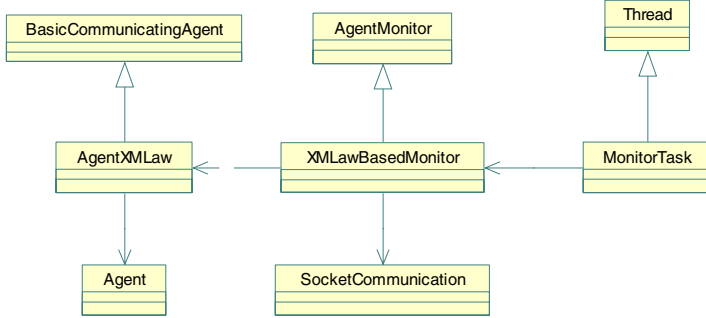 BasicCommunicatingAgent
AgentMonitor
Thread
AgentXMLaw
XMLawBasedMonitor
MonitorTask
Agent
SocketCommunication